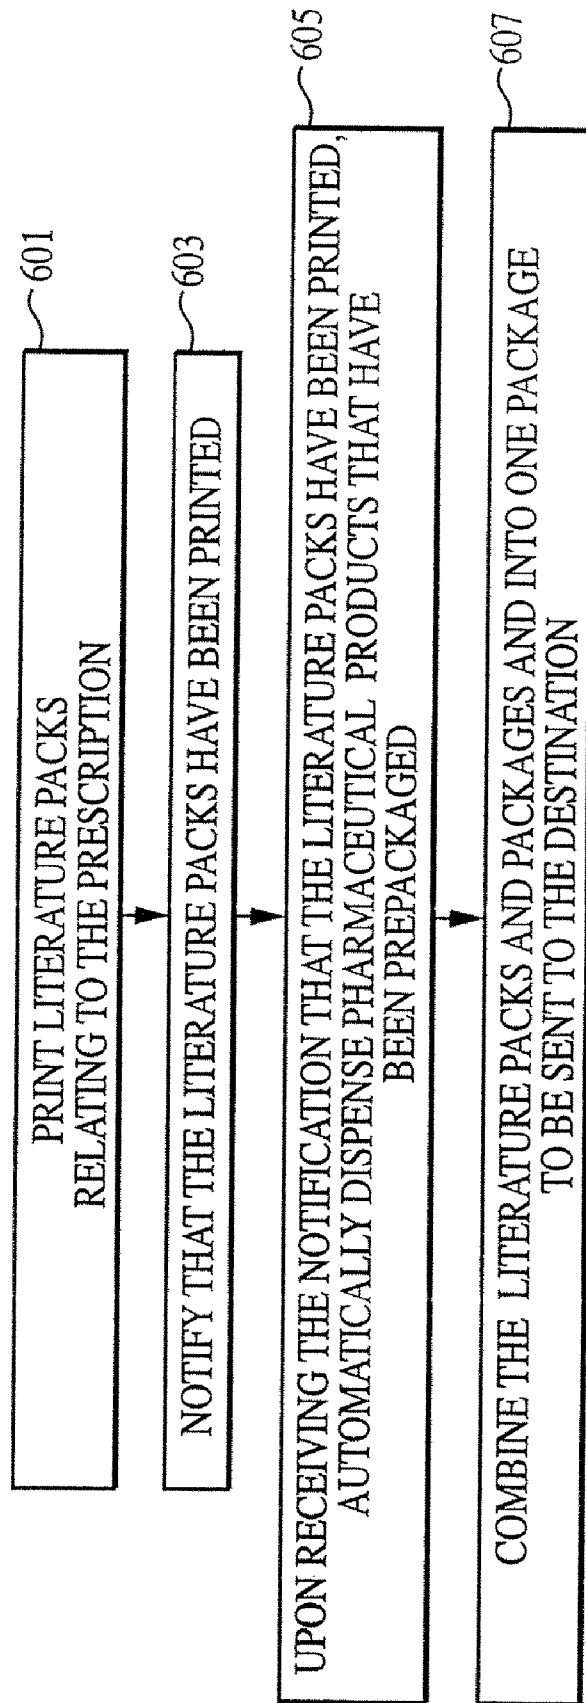 PRINT LITERATURE PACKS
RELATING TO THE PRESCRIPTION
601
NOTIFY THAT THE LITERATURE PACKS HAVE BEEN PRINTED
603
UPON RECEIVING THE NOTIFICATION THAT THE LITERATURE PACKS HAVE BEEN PRINTED,
AUTOMATICALLY DISPENSE PHARMACEUTICAL PRODUCTS THAT HAVE
BEEN PREPACKAGED
605
COMBINE THE LITERATURE PACKS AND PACKAGES AND INTO ONE PACKAGE
TO BE SENT TO THE DESTINATION
607